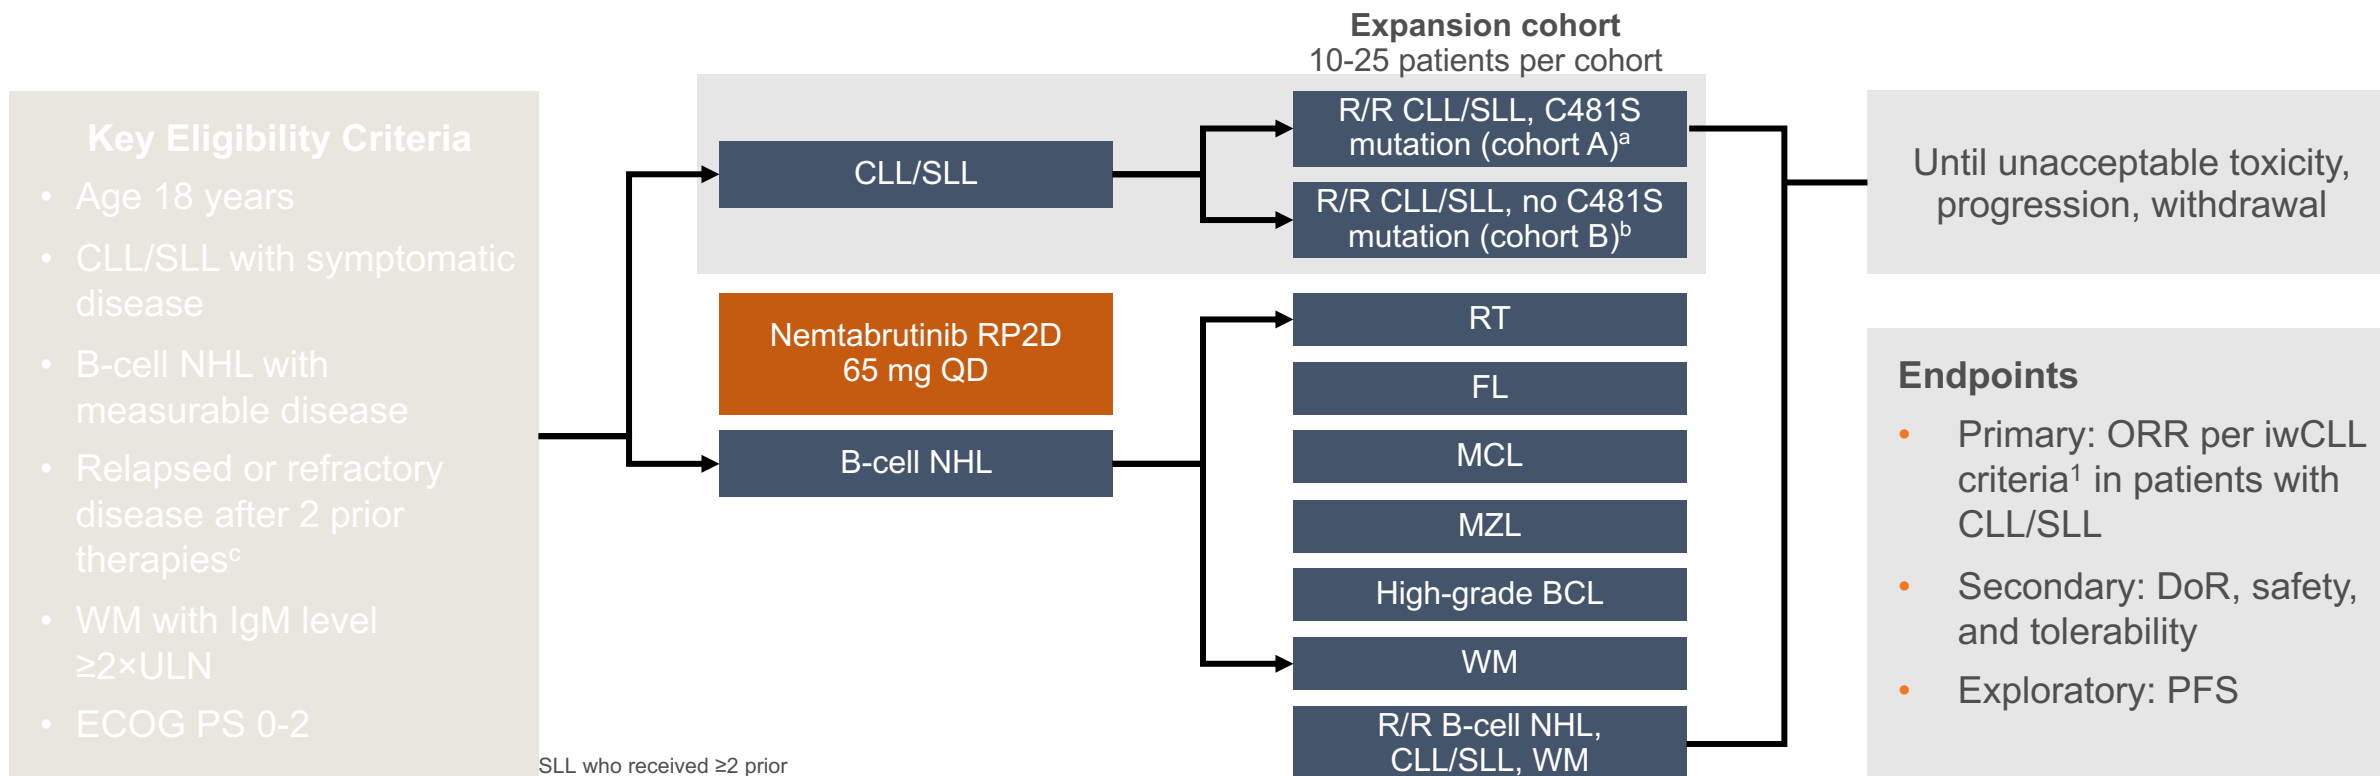 Expansion cohort
10-25 patients per cohort
Key Eligibility Criteria
• Age 18 years
• CLL/SLL with symptomatic
disease
• B-cell NHL with
measurable disease
• Relapsed or refractory
disease after 2 prior
therapiesᶜ
• WM with IgM level
≥2×ULN
• ECOG PS 0-2
SLL who received ≥2 prior
CLL/SLL
Nemtabrutinib RP2D
65 mg QD
B-cell NHL
R/R CLL/SLL, C481S
mutation (cohort A)ᵃ
R/R CLL/SLL, no C481S
mutation (cohort B)ᵇ
RT
FL
MCL
MZL
High-grade BCL
WM
R/R B-cell NHL,
CLL/SLL, WM
Until unacceptable toxicity,
progression, withdrawal
Endpoints
• Primary: ORR per iwCLL
criteria¹ in patients with
CLL/SLL
• Secondary: DoR, safety,
and tolerability
• Exploratory: PFS